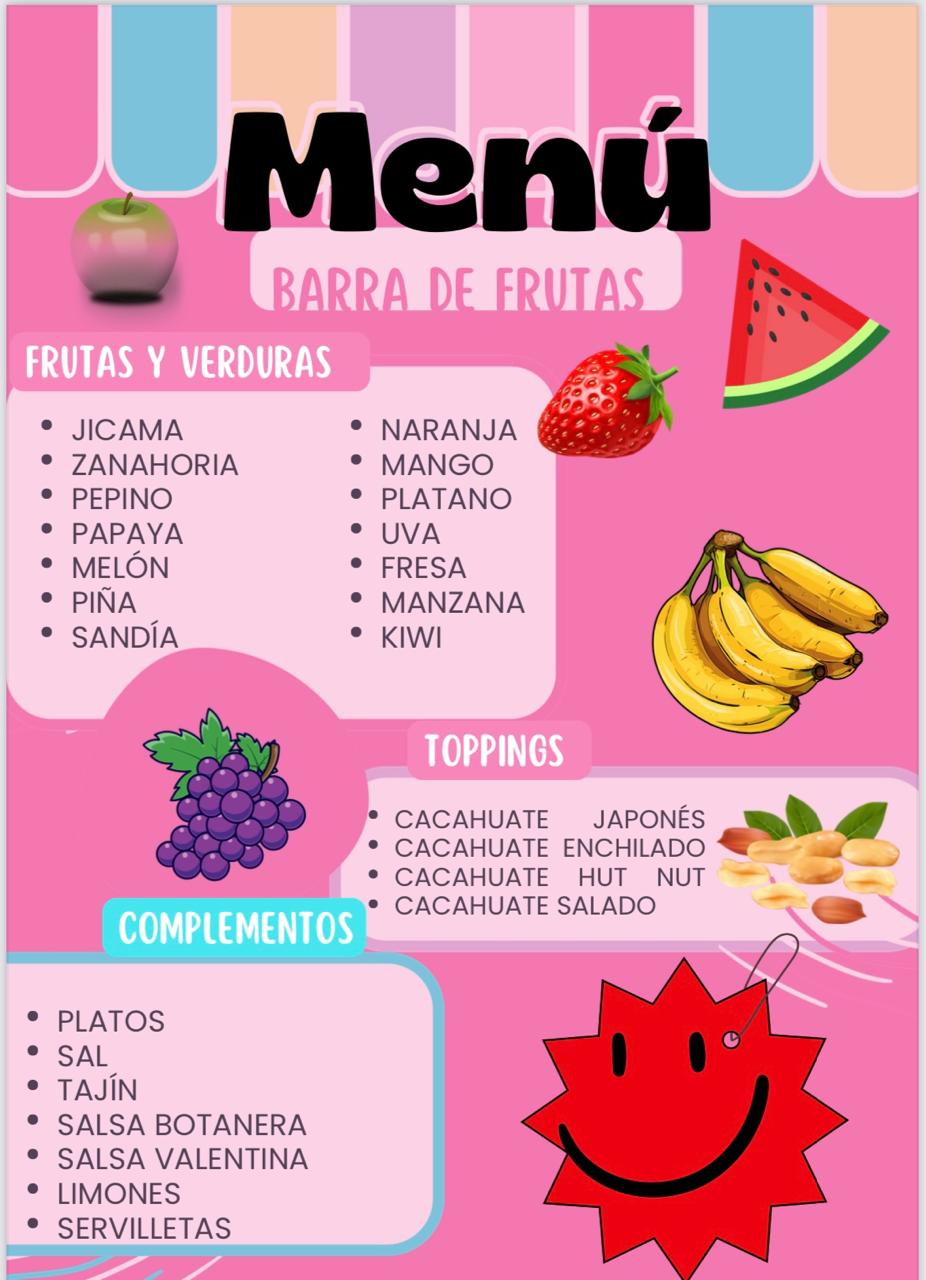 Menú
BARRA DE FRUTAS
FRUTAS Y VERDURAS
• JICAMA
• ZANAHORIA
• PEPINO
• PAPAYA
• MELÓN
• PIÑA
• SANDÍA
• NARANJA
• MANGO
• PLATANO
• UVA
• FRESA
• MANZANA
• KIWI
TOPPINGS
• CACAHUATE JAPONÉS
• CACAHUATE ENCHILADO
• CACAHUATE HUT NUT
• CACAHUATE SALADO
COMPLEMENTOS
• PLATOS
• SAL
• TAJÍN
• SALSA BOTANERA
• SALSA VALENTINA
• LIMONES
• SERVILLETAS